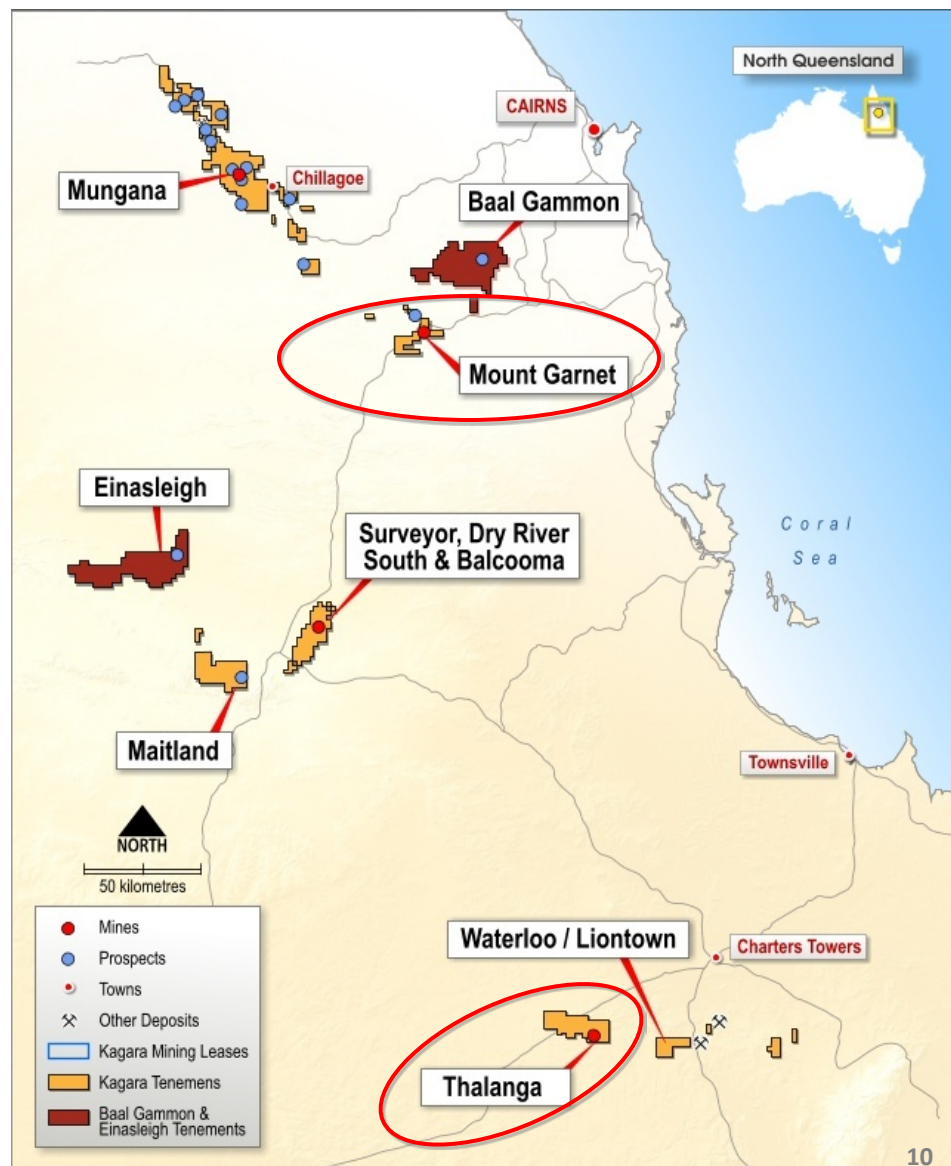 North Queensland
CAIRNS
Chillagoe
Mungana
Baal Gammon
Mount Garnet
Einasleigh
Surveyor, Dry River
South & Balcooma
Coral
Sea
Maitland
Townsville
NORTH
50 kilometres
Mines
Prospects
Towns
Other Deposits
Kagara Mining Leases
Kagara Tenemens
Baal Gammon &
Einasleigh Tenements
Waterloo / Liontown
Charters Towers
Thalanga
10